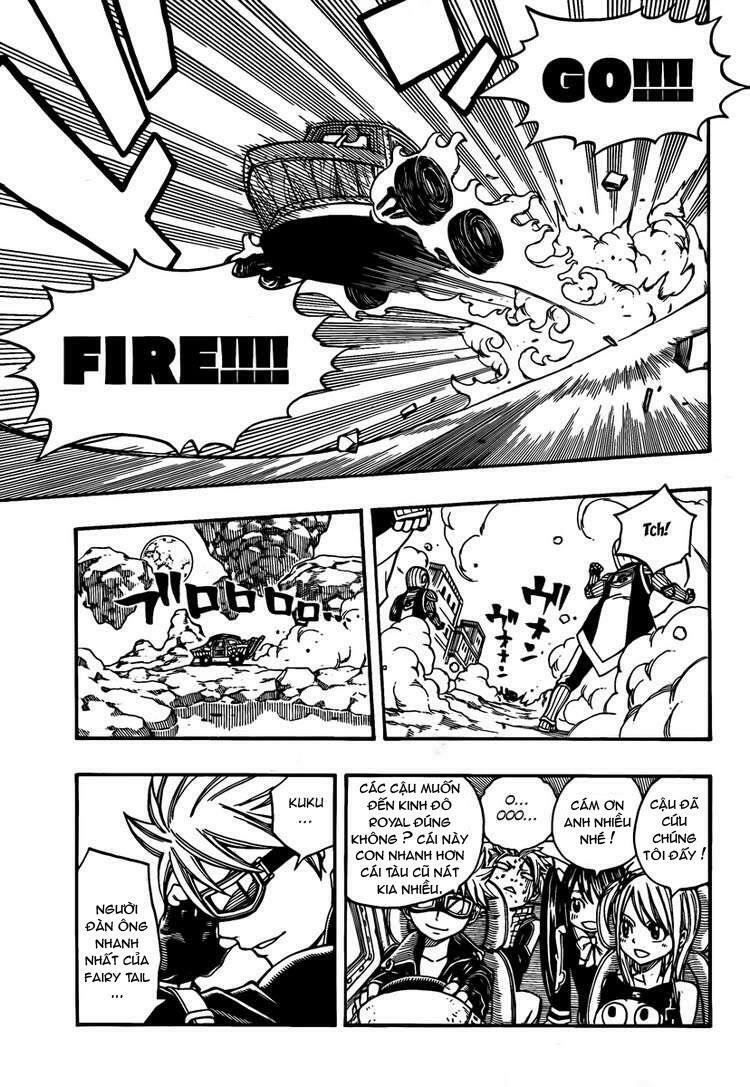 GO!!!!!
FIRE!!!!!
Tch!
ヴォン
ヴォォン
ブロロロロロ...
CẬU ĐÃ
CỨU
CHÚNG
TÔI ĐẤY !
CÁM ƠN
ANH NHIỀU
NHÉ !
O...
OOO...
CÁC CẬU MUỐN
ĐẾN KINH ĐÔ
ROYAL ĐÚNG
KHÔNG ? CÁI NÀY
CÒN NHANH HƠN
CÁI TÀU CŨ NÁT
KIA NHIỀU.
KUKU
...
NGƯỜI
ĐÀN ÔNG
NHANH
NHẤT CỦA
FAIRY TAIL
...